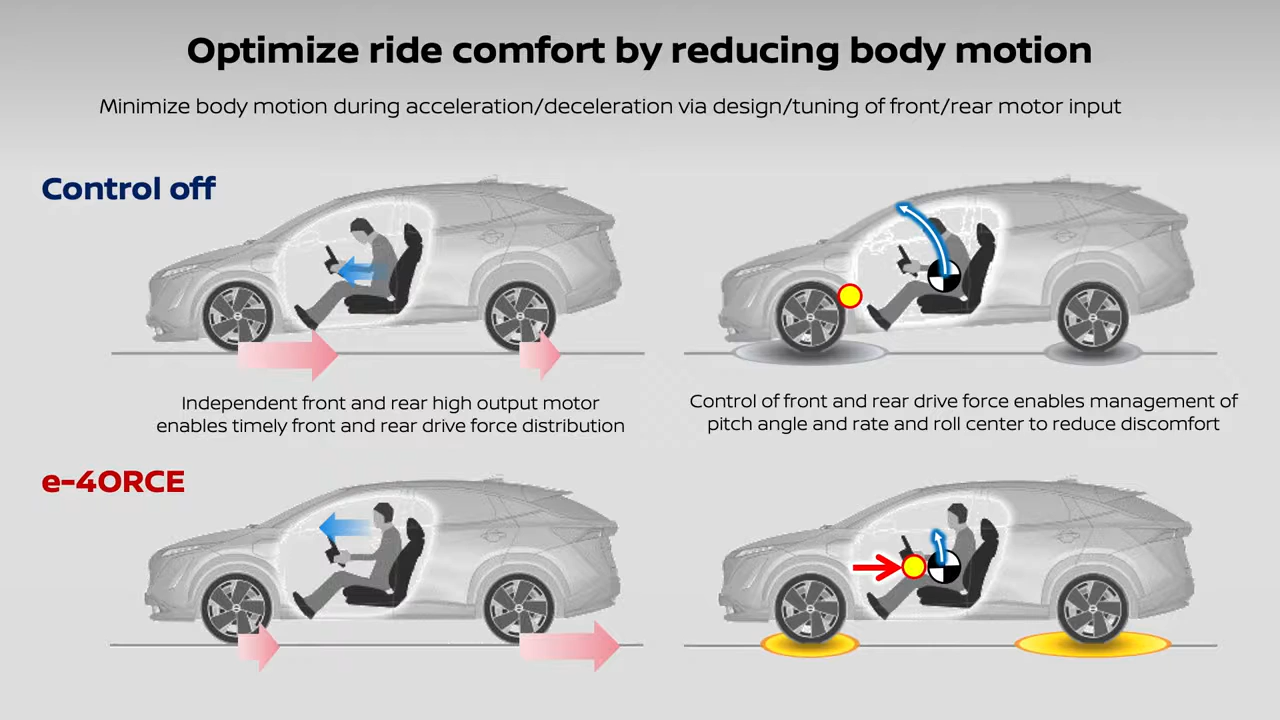 Optimize ride comfort by reducing body motion
Minimize body motion during acceleration/deceleration via design/tuning of front/rear motor input
Control off
Independent front and rear high output motor
enables timely front and rear drive force distribution
Control of front and rear drive force enables management of
pitch angle and rate and roll center to reduce discomfort
e-4ORCE